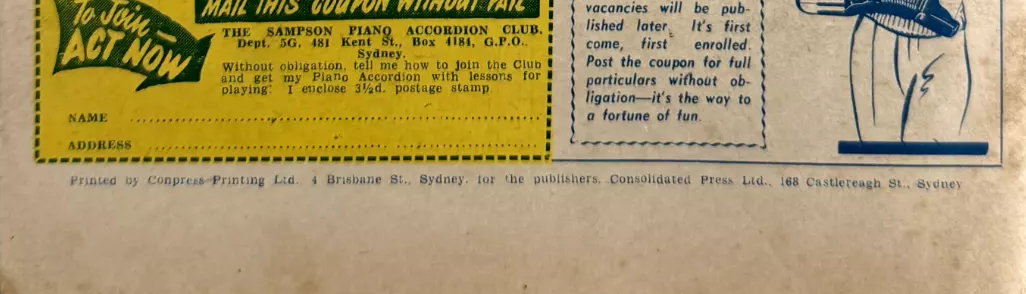 To Join—
ACT NOW
MAIL THIS COUPON WITHOUT FAIL
THE SAMPSON PIANO ACCORDION CLUB.
Dept. 5G, 481 Kent St., Box 4184, G.P.O.
Sydney.
Without obligation, tell me how to join the Club
and get my Piano Accordion with lessons for
playing. I enclose 3½d. postage stamp
NAME
ADDRESS
vacancies will be pub-
lished later. It's first
come, first enrolled.
Post the coupon for full
particulars without ob-
ligation—it's the way to
a fortune of fun.
Printed by Conpress Printing Ltd. 4 Brisbane St., Sydney. for the publishers. Consolidated Press Ltd., 168 Castlereagh St., Sydney